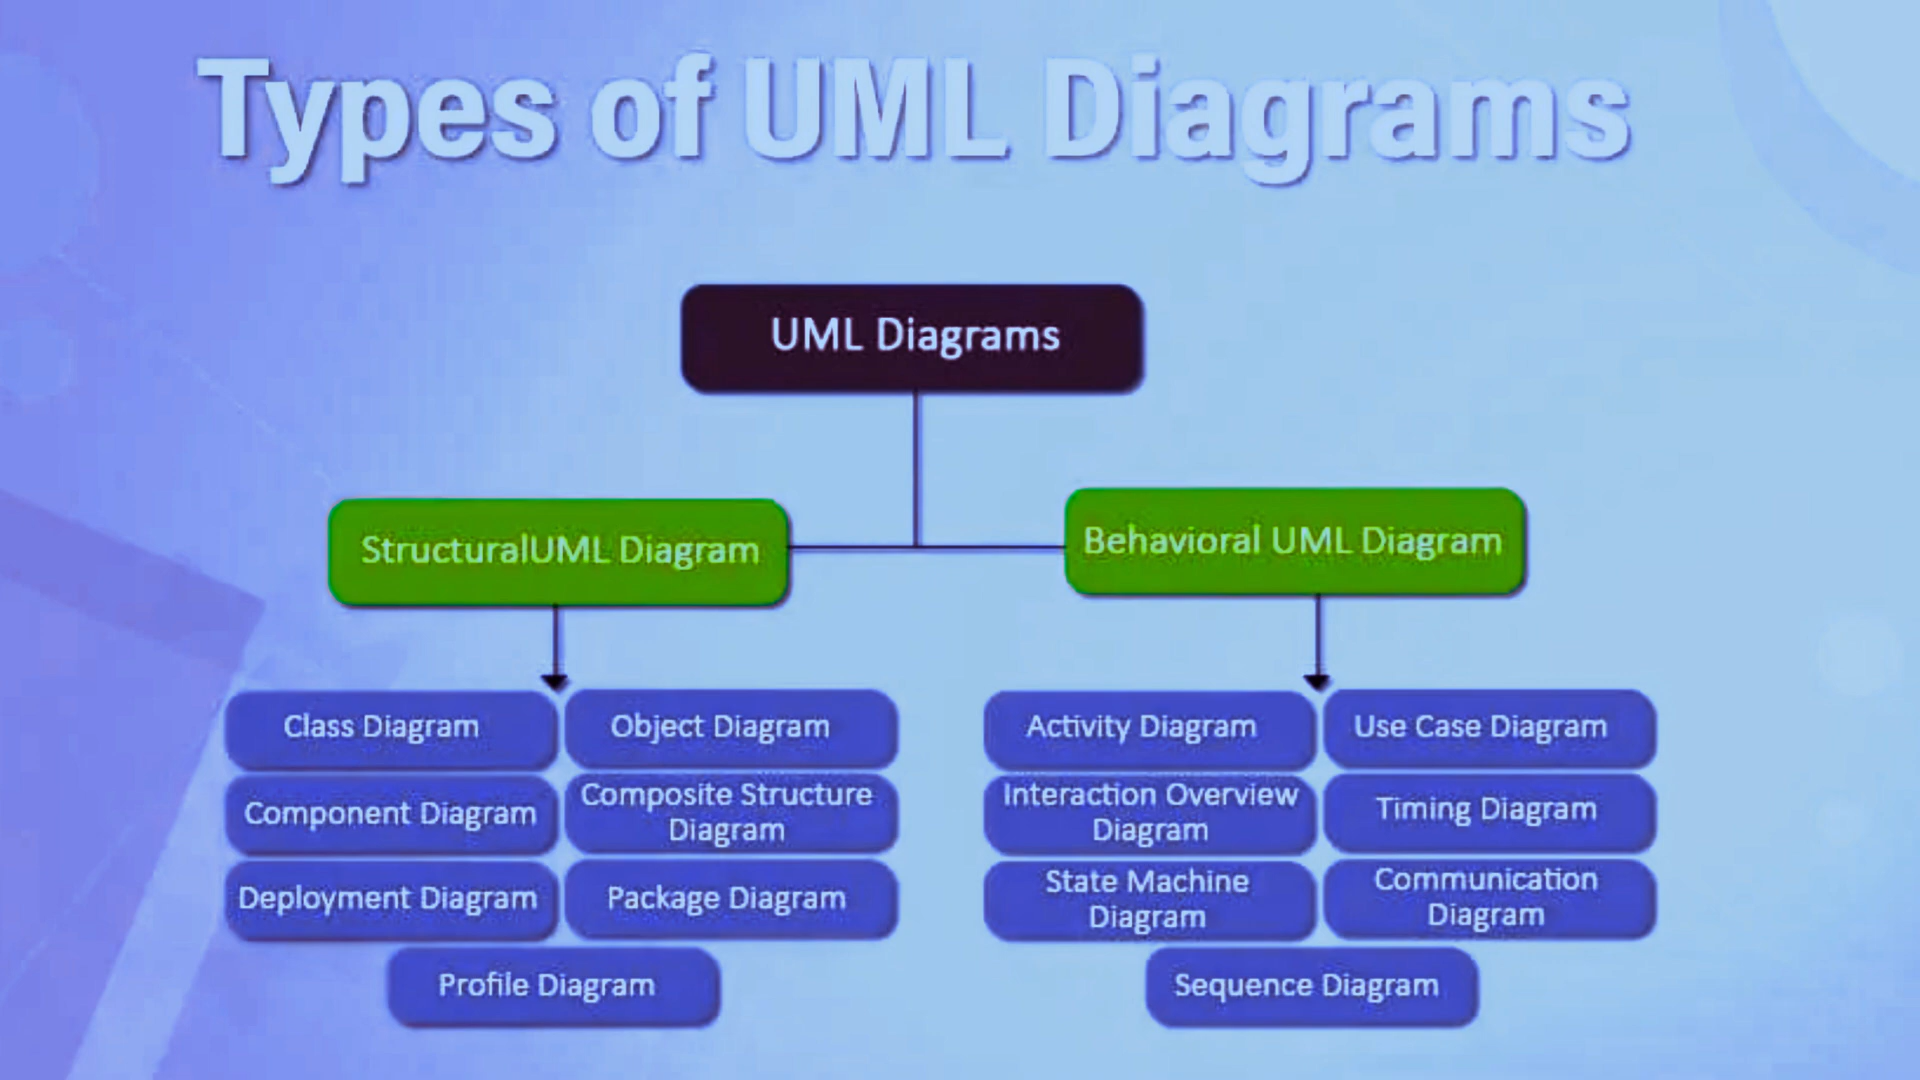 Types of UML Diagrams
UML Diagrams
StructuralUML Diagram
Behavioral UML Diagram
Class Diagram
Object Diagram
Component Diagram
Composite Structure
Diagram
Deployment Diagram
Package Diagram
Profile Diagram
Activity Diagram
Use Case Diagram
Interaction Overview
Diagram
Timing Diagram
State Machine
Diagram
Communication
Diagram
Sequence Diagram